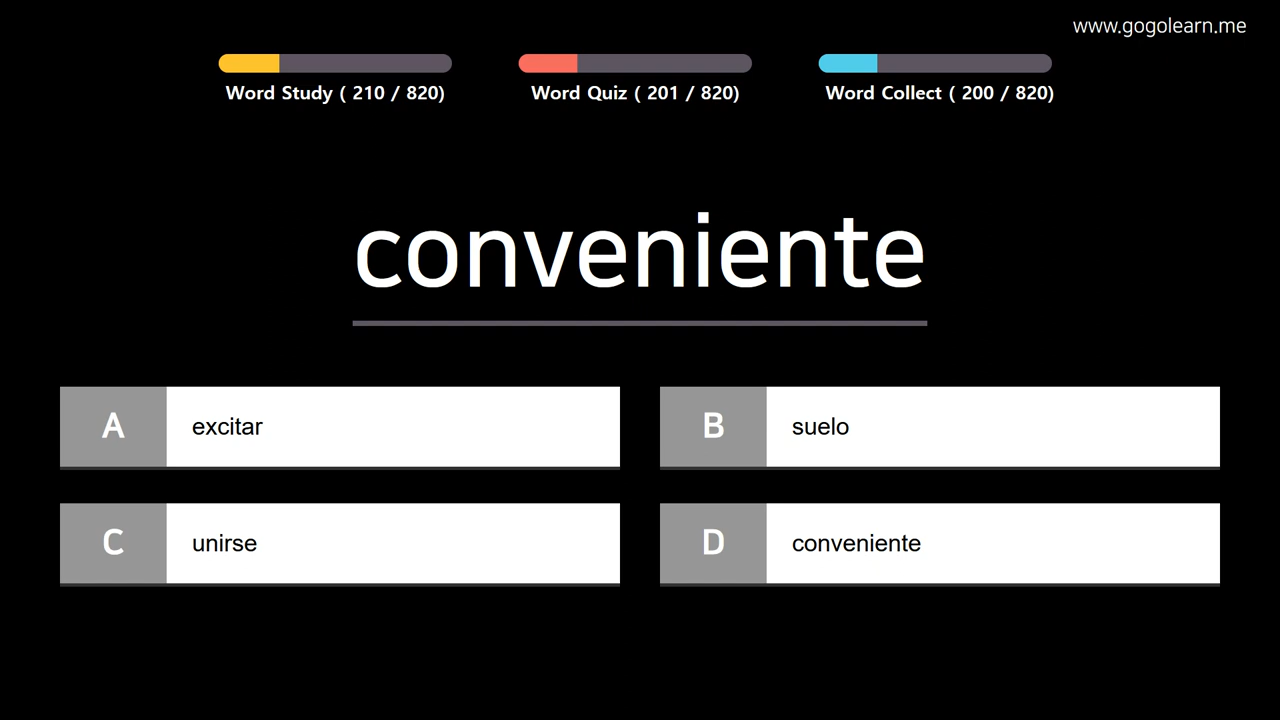 www.gogolearn.me
Word Study ( 210 / 820)
Word Quiz ( 201 / 820)
Word Collect ( 200 / 820)
conveniente
A excitar
B suelo
C unirse
D conveniente